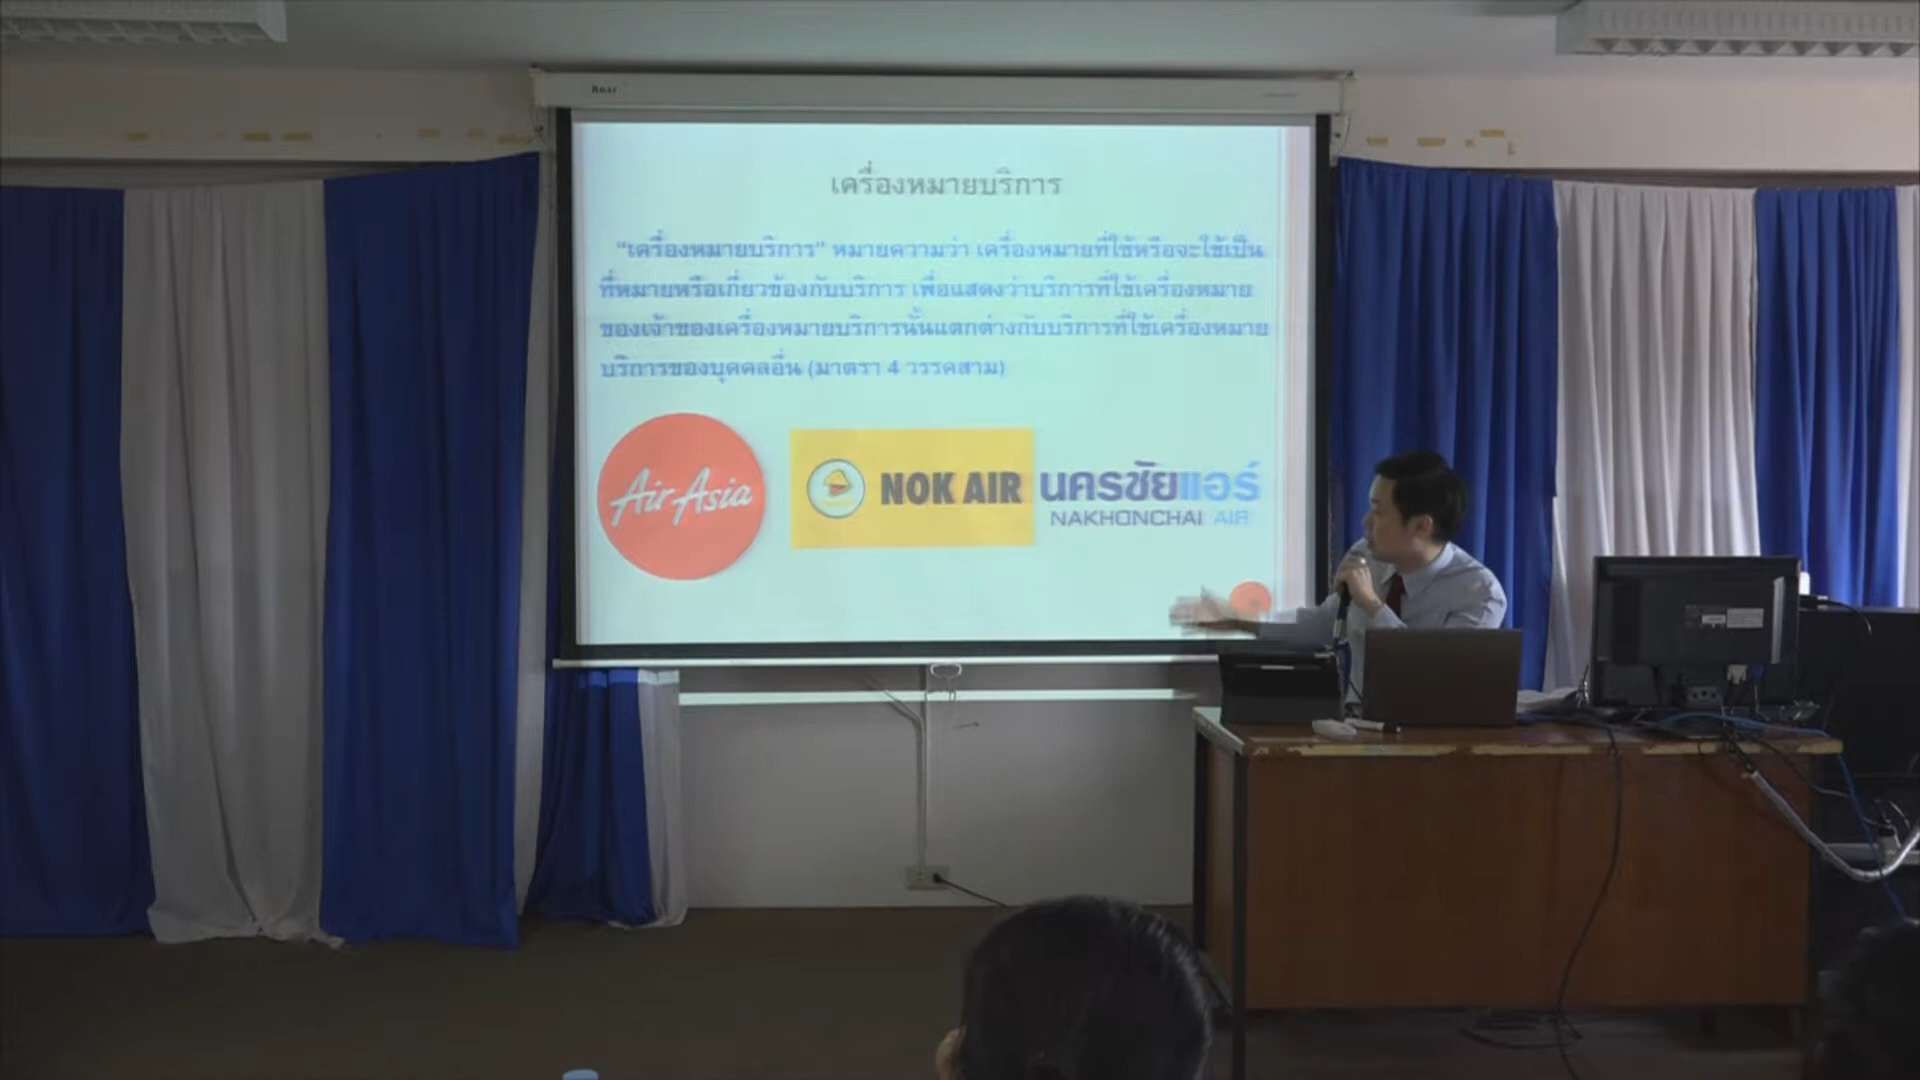 เครื่องหมายบริการ
“เครื่องหมายบริการ” หมายความว่า เครื่องหมายที่ใช้หรือจะใช้เป็น
ที่หมายหรือเกี่ยวข้องกับบริการ เพื่อแสดงว่าบริการที่ใช้เครื่องหมาย
ของเจ้าของเครื่องหมายบริการนั้นแตกต่างกับบริการที่ใช้เครื่องหมาย
บริการของบุคคลอื่น (มาตรา 4 วรรคสาม)
AirAsia
NOK AIR
นครชัยแอร์
NAKHONCHAI AIR